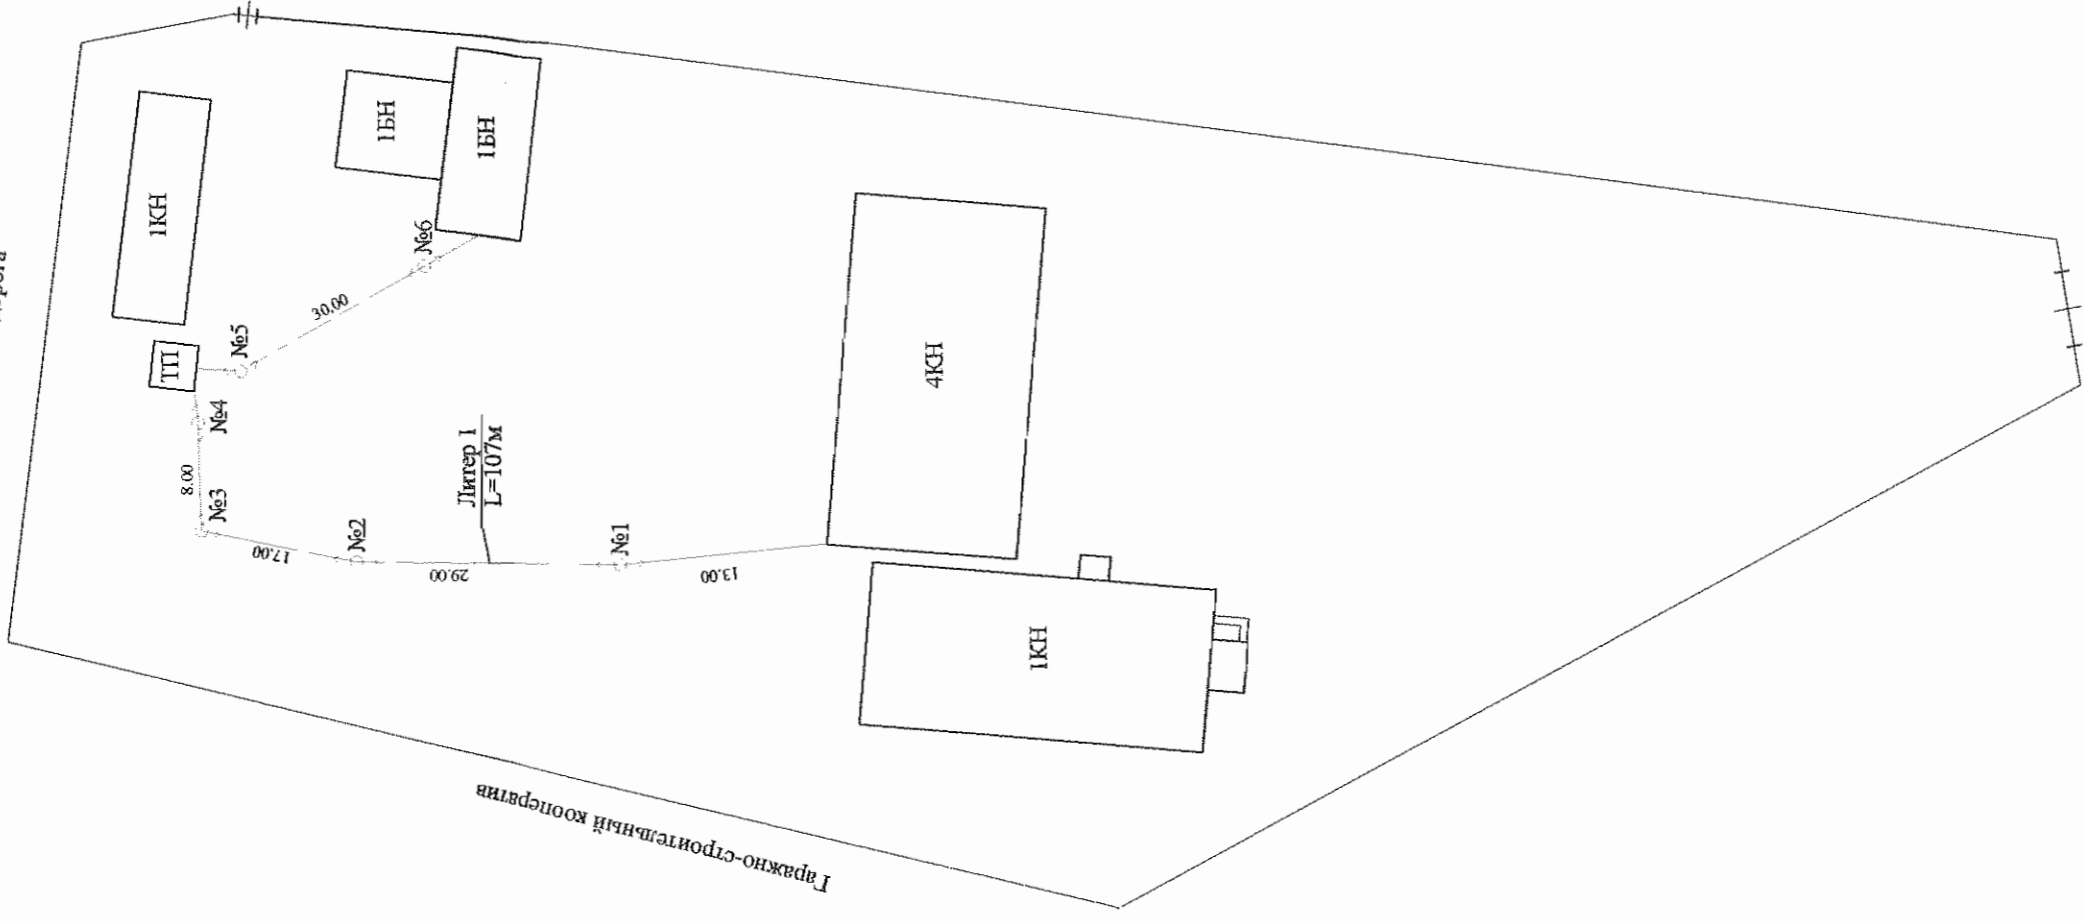 1КН
1БН
1БН
№6
30,00
№5
ТП
№4
8.00
№3
17.00
№2
Литер 1
L=107м
29.00
№1
13.00
4КН
1КН
Гаражно-строительный кооператив